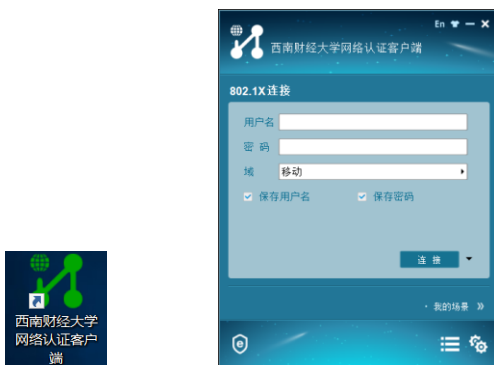 西南财经大学
网络认证客户
端
En
西南财经大学网络认证客户端
802.1X连接
用户名
密 码
域 移动
保存用户名 保存密码
连 接
· 我的场景 »